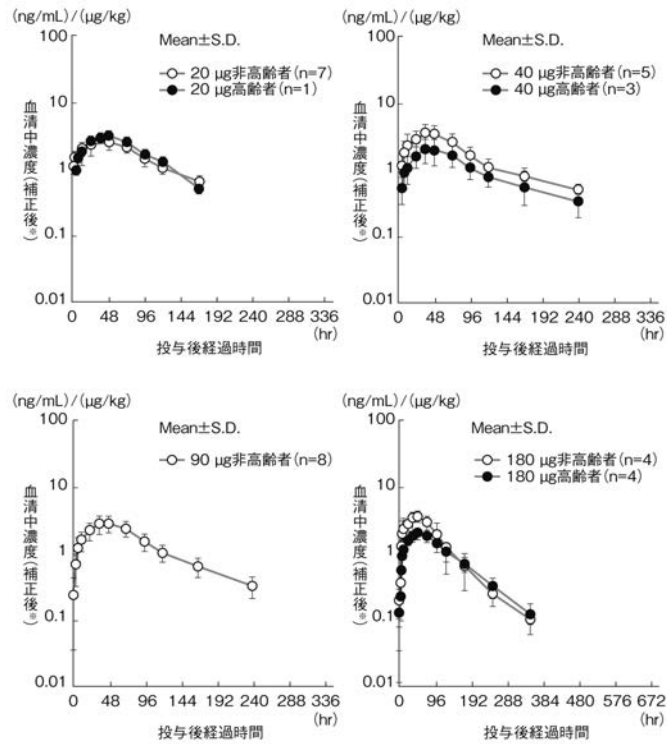 (ng/mL)/(μg/kg)
Mean±S.D.
20 μg非高齢者(n=7)
20 μg高齢者(n=1)
血清中濃度(補正後※)
100
10
1
0.1
0.01
0 48 96 144 192 240 288 336
(hr)
投与後経過時間
(ng/mL)/(μg/kg)
Mean±S.D.
40 μg非高齢者(n=5)
40 μg高齢者(n=3)
血清中濃度(補正後※)
100
10
1
0.1
0.01
0 48 96 144 192 240 288 336
(hr)
投与後経過時間
(ng/mL)/(μg/kg)
Mean±S.D.
90 μg非高齢者(n=8)
血清中濃度(補正後※)
100
10
1
0.1
0.01
0 48 96 144 192 240 288 336
(hr)
投与後経過時間
(ng/mL)/(μg/kg)
Mean±S.D.
180 μg非高齢者(n=4)
180 μg高齢者(n=4)
血清中濃度(補正後※)
100
10
1
0.1
0.01
0 96 192 288 384 480 576 672
(hr)
投与後経過時間